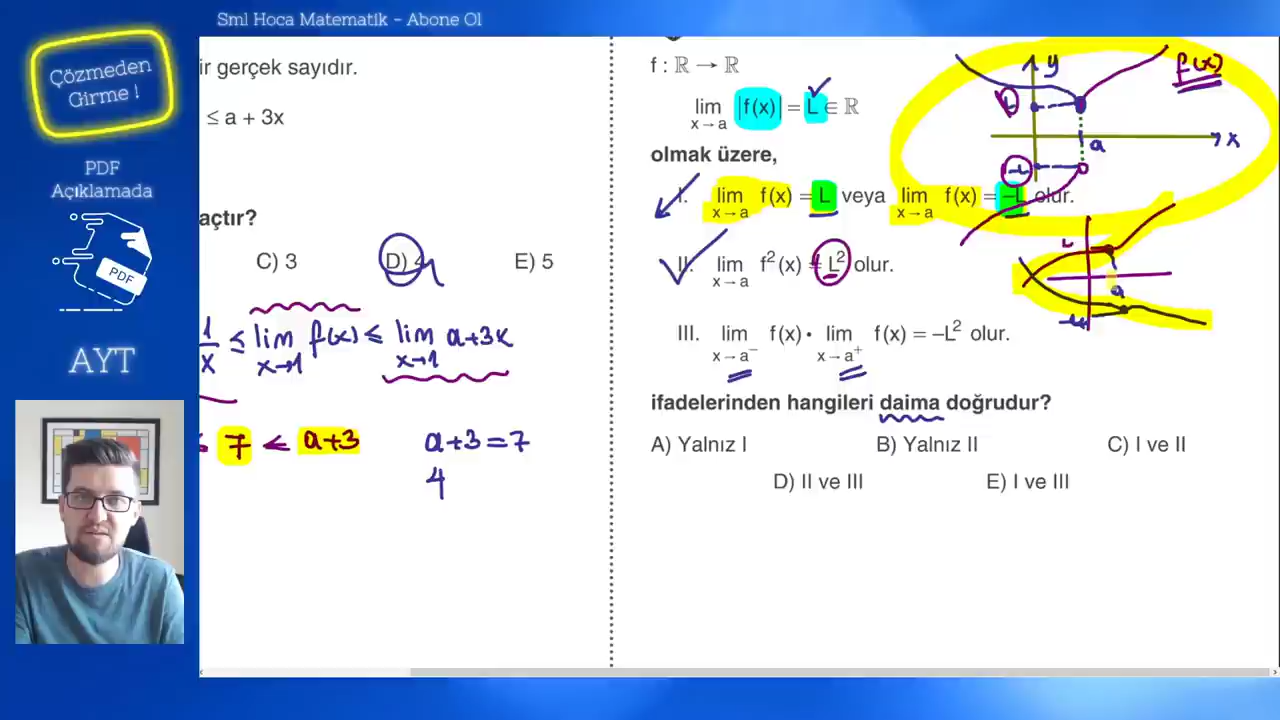 Sml Hoca Matematik - Abone Ol
Çözmeden
Girme !
PDF
Açıklamada
PDF
AYT
ir gerçek sayıdır.
≤ a + 3x
açtır?
C) 3
D) 4
E) 5
1/x ≤ lim x→1 f(x) ≤ lim x→1 a+3x
7 ≤ a+3
a+3=7
4
f : ℝ → ℝ
lim x→a |f(x)| = L ∈ ℝ
olmak üzere,
I. lim x→a f(x) = L veya lim x→a f(x) = –L olur.
II. lim x→a f²(x) = L² olur.
III. lim x→a⁻ f(x) · lim x→a⁺ f(x) = –L² olur.
ifadelerinden hangileri daima doğrudur?
A) Yalnız I
B) Yalnız II
C) I ve II
D) II ve III
E) I ve III
y
f(x)
L
x
a
-L
L
a
-L